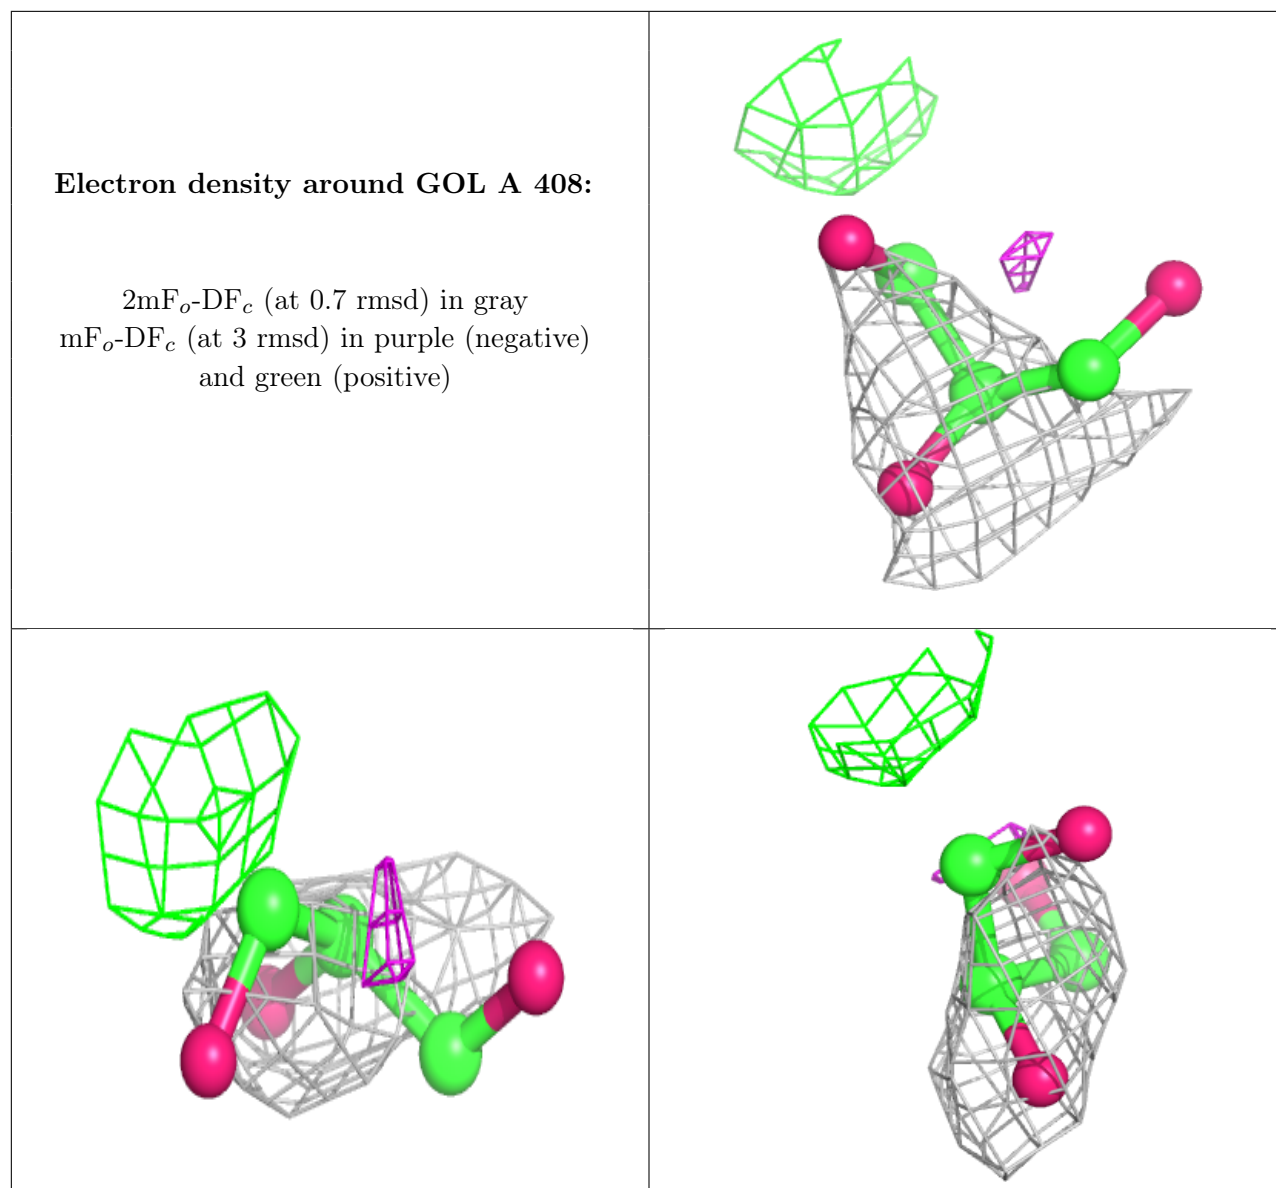 Electron density around GOL A 408:
2mFo-DFc (at 0.7 rmsd) in gray
mFo-DFc (at 3 rmsd) in purple (negative)
and green (positive)